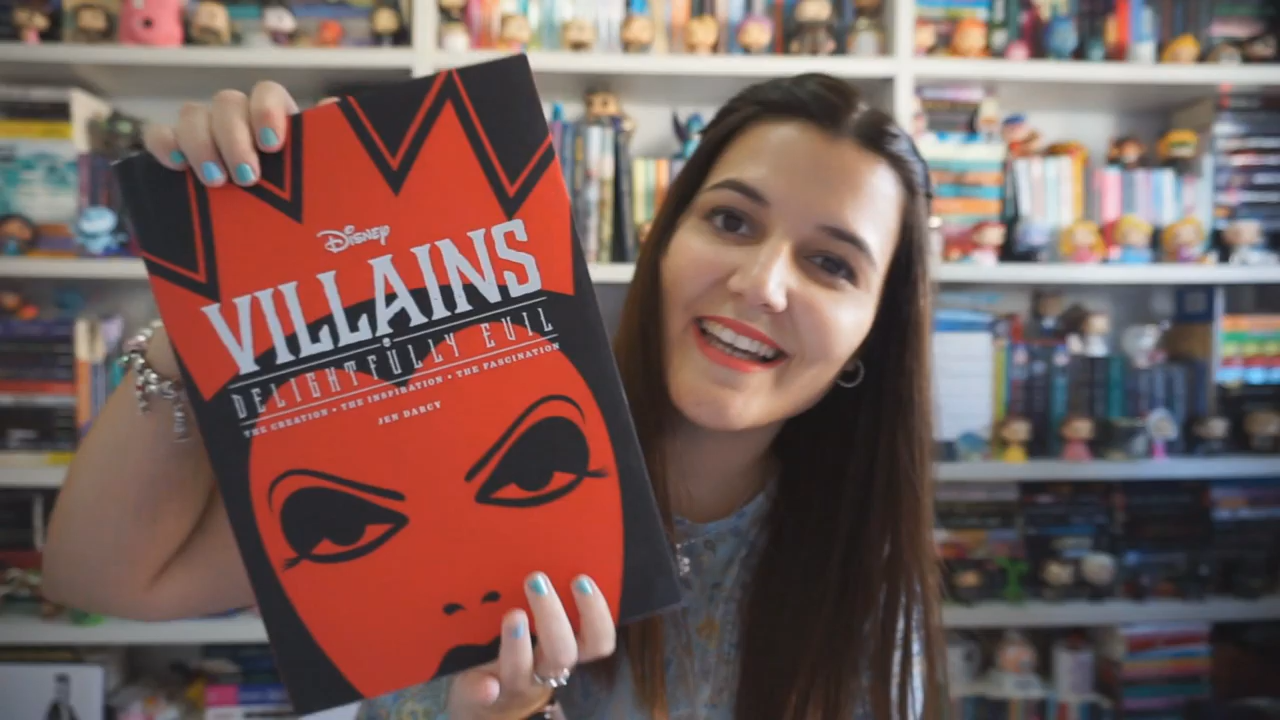 Disney
VILLAINS
DELIGHTFULLY EVIL
THE CREATION • THE INSPIRATION • THE FASCINATION
JEN DARCY